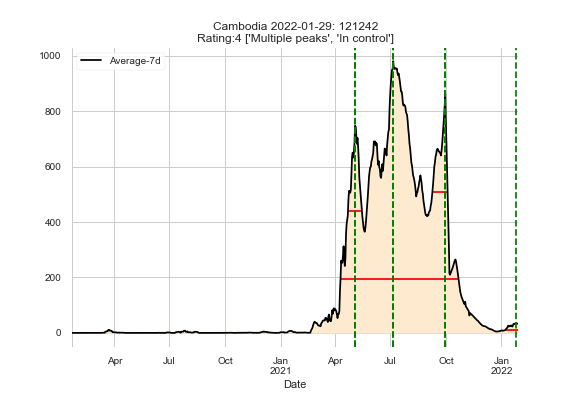 Cambodia 2022-01-29: 121242
Rating:4 ['Multiple peaks', 'In control']
Average-7d
1000
800
600
400
200
0
Apr Jul Oct Jan Apr Jul Oct Jan
2021 2022
Date